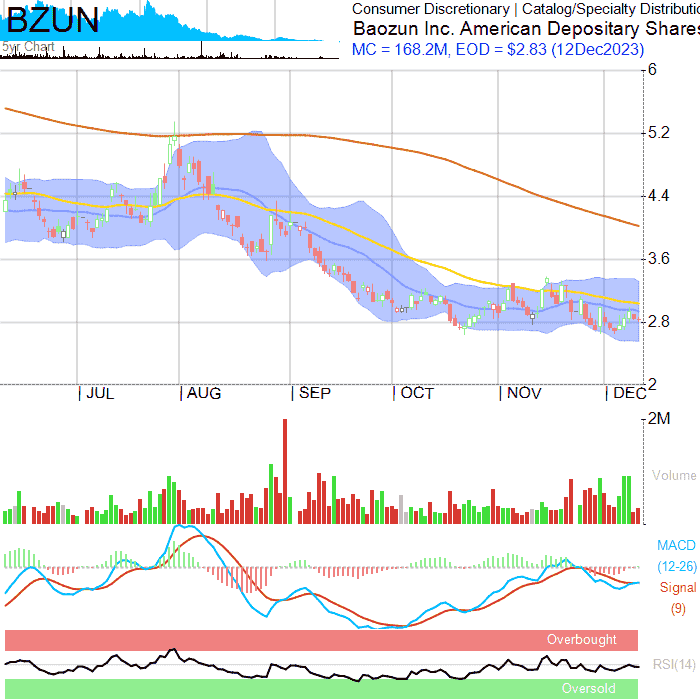 BZUN
5yr Chart
Consumer Discretionary | Catalog/Specialty Distributic
Baozun Inc. American Depositary Shares
MC = 168.2M, EOD = $2.83 (12Dec2023)
6
5.2
4.4
3.6
2.8
2
JUL AUG SEP OCT NOV DEC
2M
Volume
MACD
(12-26)
Signal
(9)
Overbought
RSI(14)
Oversold